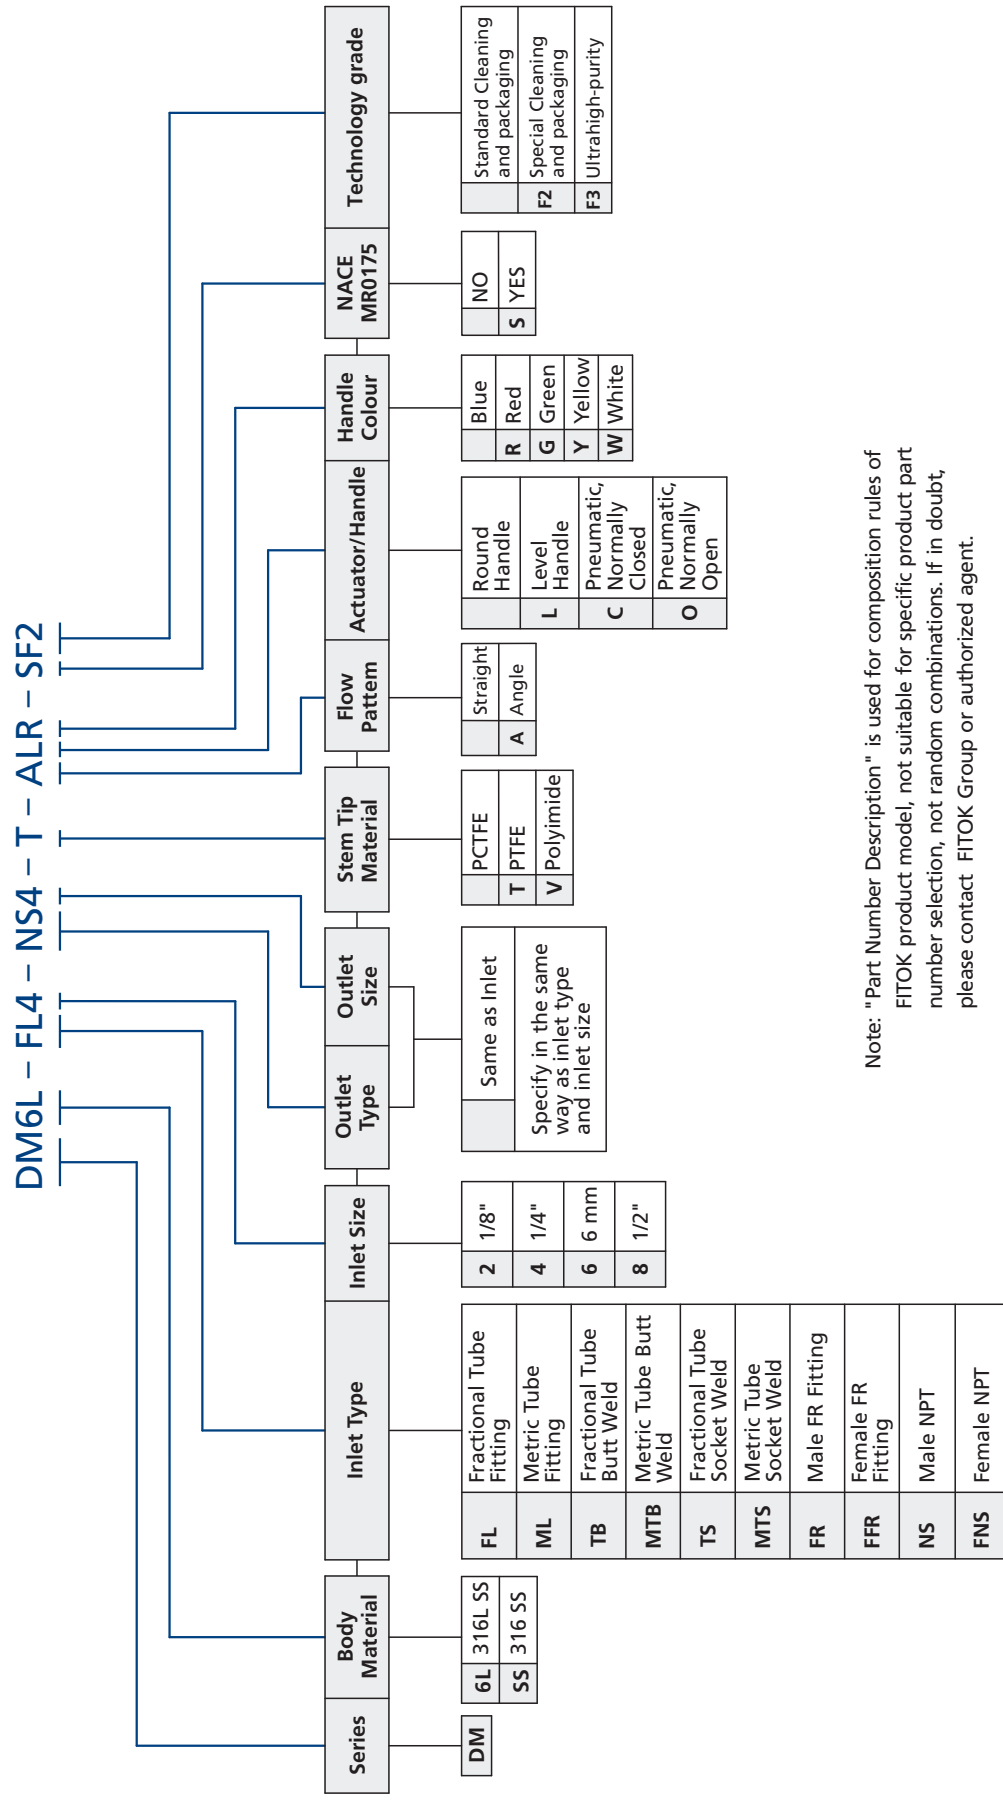 DM6L – FL4 – NS4 – T – ALR – SF2
Series
DM
Body
Material
6L 316L SS
SS 316 SS
Inlet Type
FL Fractional Tube
Fitting
ML Metric Tube
Fitting
TB Fractional Tube
Butt Weld
MTB Metric Tube Butt
Weld
TS Fractional Tube
Socket Weld
MTS Metric Tube
Socket Weld
FR Male FR Fitting
FFR Female FR
Fitting
NS Male NPT
FNS Female NPT
Inlet Size
2 1/8"
4 1/4"
6 6 mm
8 1/2"
Outlet
Type
Outlet
Size
Same as Inlet
Specify in the same
way as inlet type
and inlet size
Stem Tip
Material
PCTFE
T PTFE
V Polyimide
Flow
Pattem
Straight
A Angle
Actuator/Handle
Round
Handle
L Level
Handle
C Pneumatic,
Normally
Closed
O Pneumatic,
Normally
Open
Handle
Colour
Blue
R Red
G Green
Y Yellow
W White
NACE
MR0175
NO
S YES
Technology grade
Standard Cleaning
and packaging
F2 Special Cleaning
and packaging
F3 Ultrahigh-purity
Note: "Part Number Description" is used for composition rules of
FITOK product model, not suitable for specific product part
number selection, not random combinations. If in doubt,
please contact FITOK Group or authorized agent.